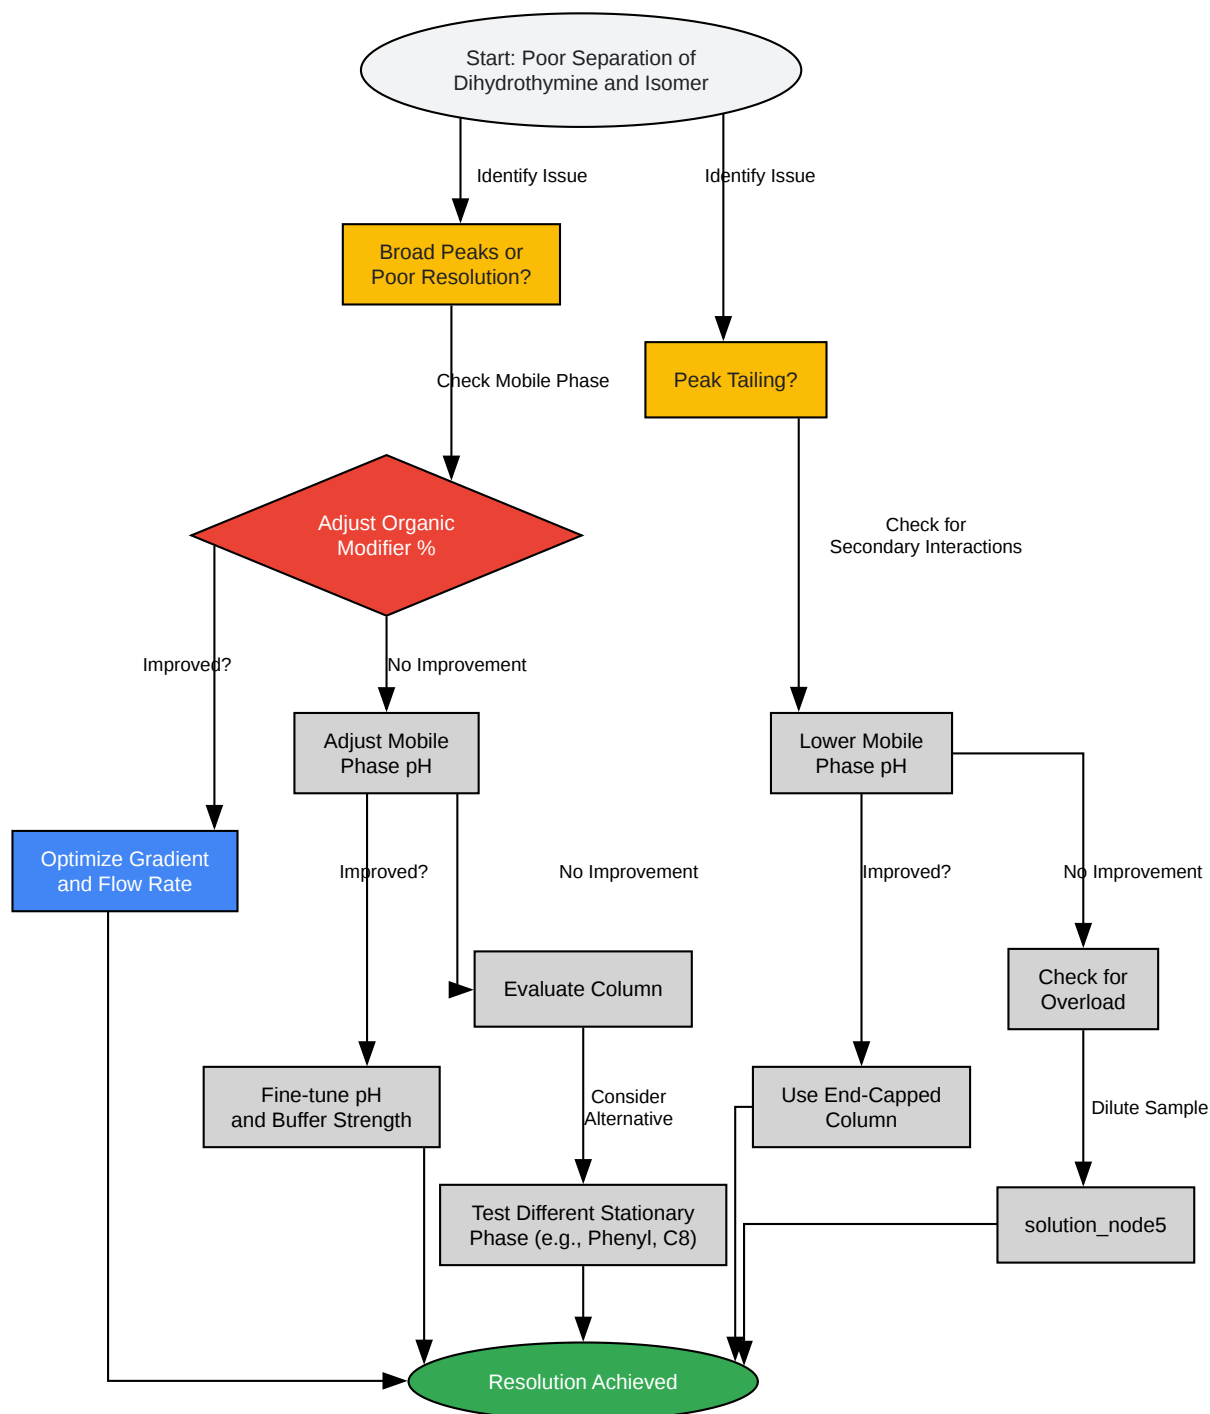 Start: Poor Separation of
Dihydrothymine and Isomer
Identify Issue
Identify Issue
Broad Peaks or
Poor Resolution?
Check Mobile Phase
Peak Tailing?
Adjust Organic
Modifier %
Check for
Secondary Interactions
Improved?
No Improvement
Adjust Mobile
Phase pH
Lower Mobile
Phase pH
Optimize Gradient
and Flow Rate
Improved?
No Improvement
Improved?
No Improvement
Evaluate Column
Check for
Overload
Fine-tune pH
and Buffer Strength
Consider
Alternative
Use End-Capped
Column
Dilute Sample
Test Different Stationary
Phase (e.g., Phenyl, C8)
solution_node5
Resolution Achieved